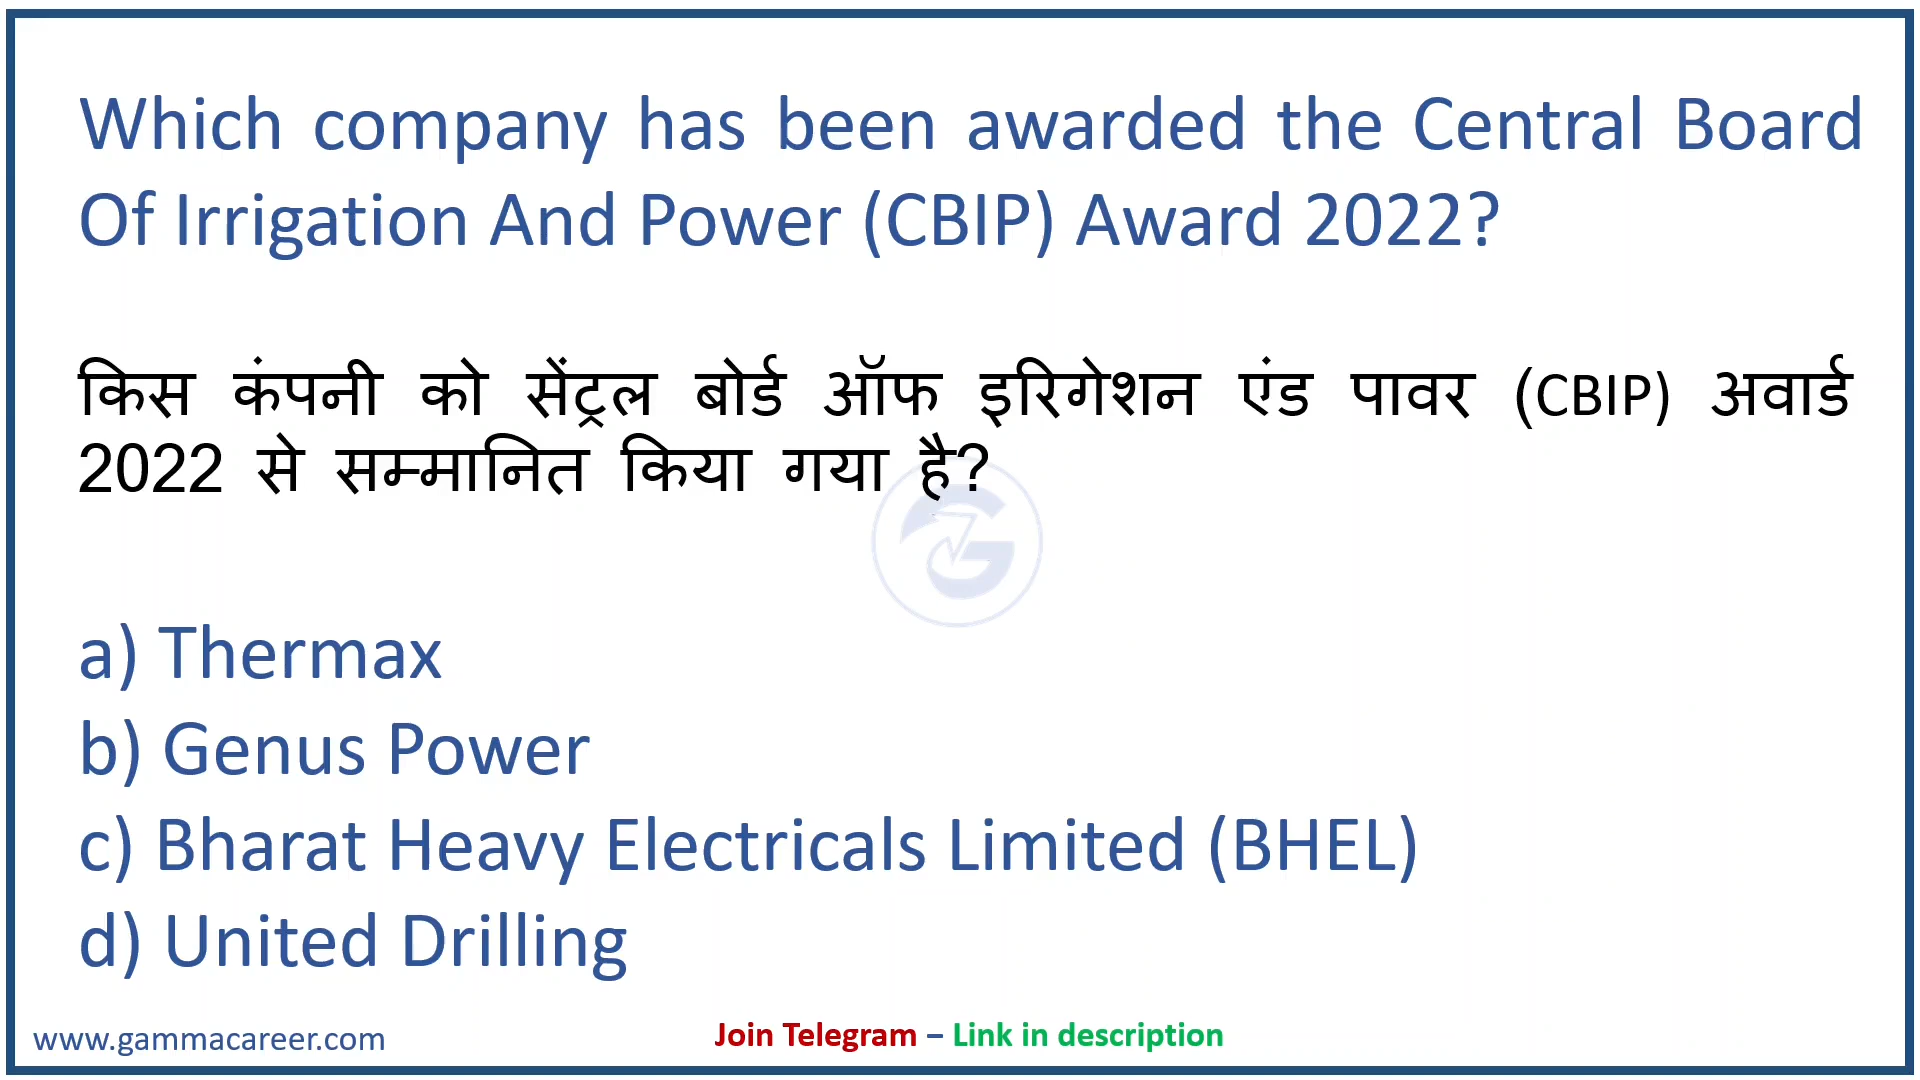 Which company has been awarded the Central Board
Of Irrigation And Power (CBIP) Award 2022?
किस कंपनी को सेंट्रल बोर्ड ऑफ इरिगेशन एंड पावर (CBIP) अवार्ड
2022 से सम्मानित किया गया है?
a) Thermax
b) Genus Power
c) Bharat Heavy Electricals Limited (BHEL)
d) United Drilling
www.gammacareer.com
Join Telegram – Link in description